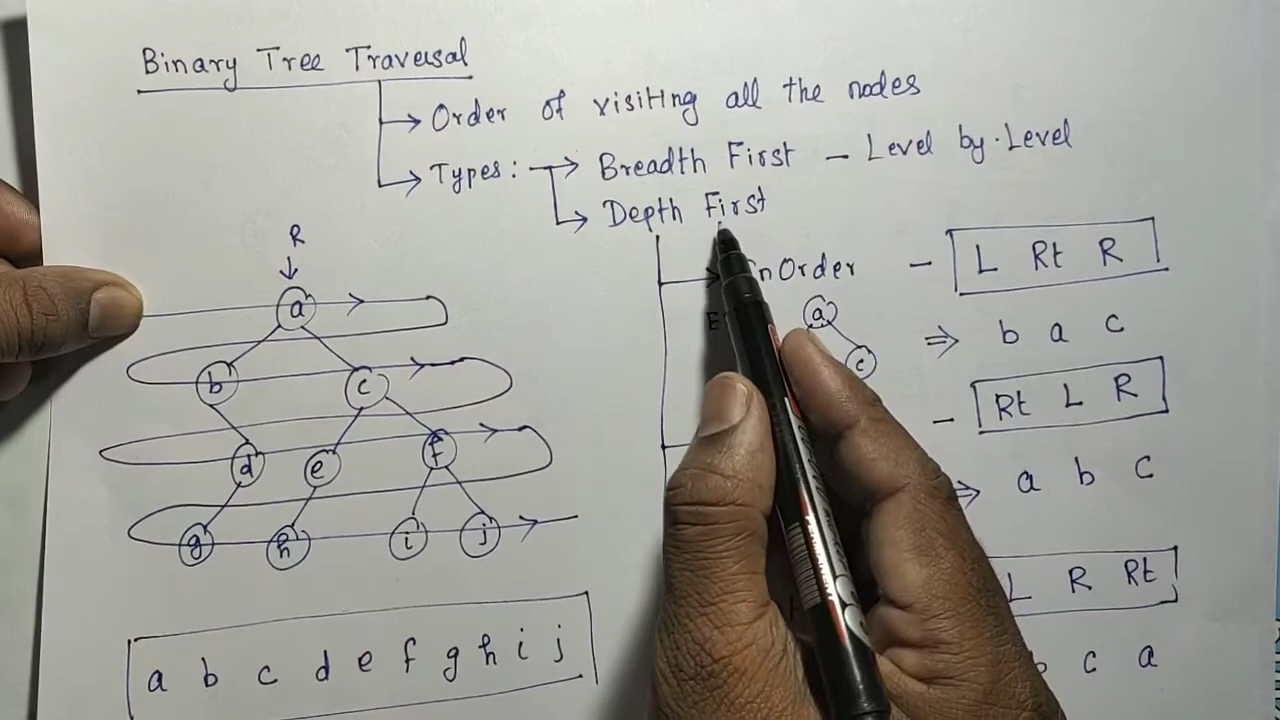 Binary Tree Traversal
Order of visiting all the nodes
Types: Breadth First - Level by Level
Depth First
R
InOrder - L Rt R
a
a c
⇒ b a c
b c
- Rt L R
d e f
⇒ a b c
g h i j
L R Rt
a b c d e f g h i j
b c a